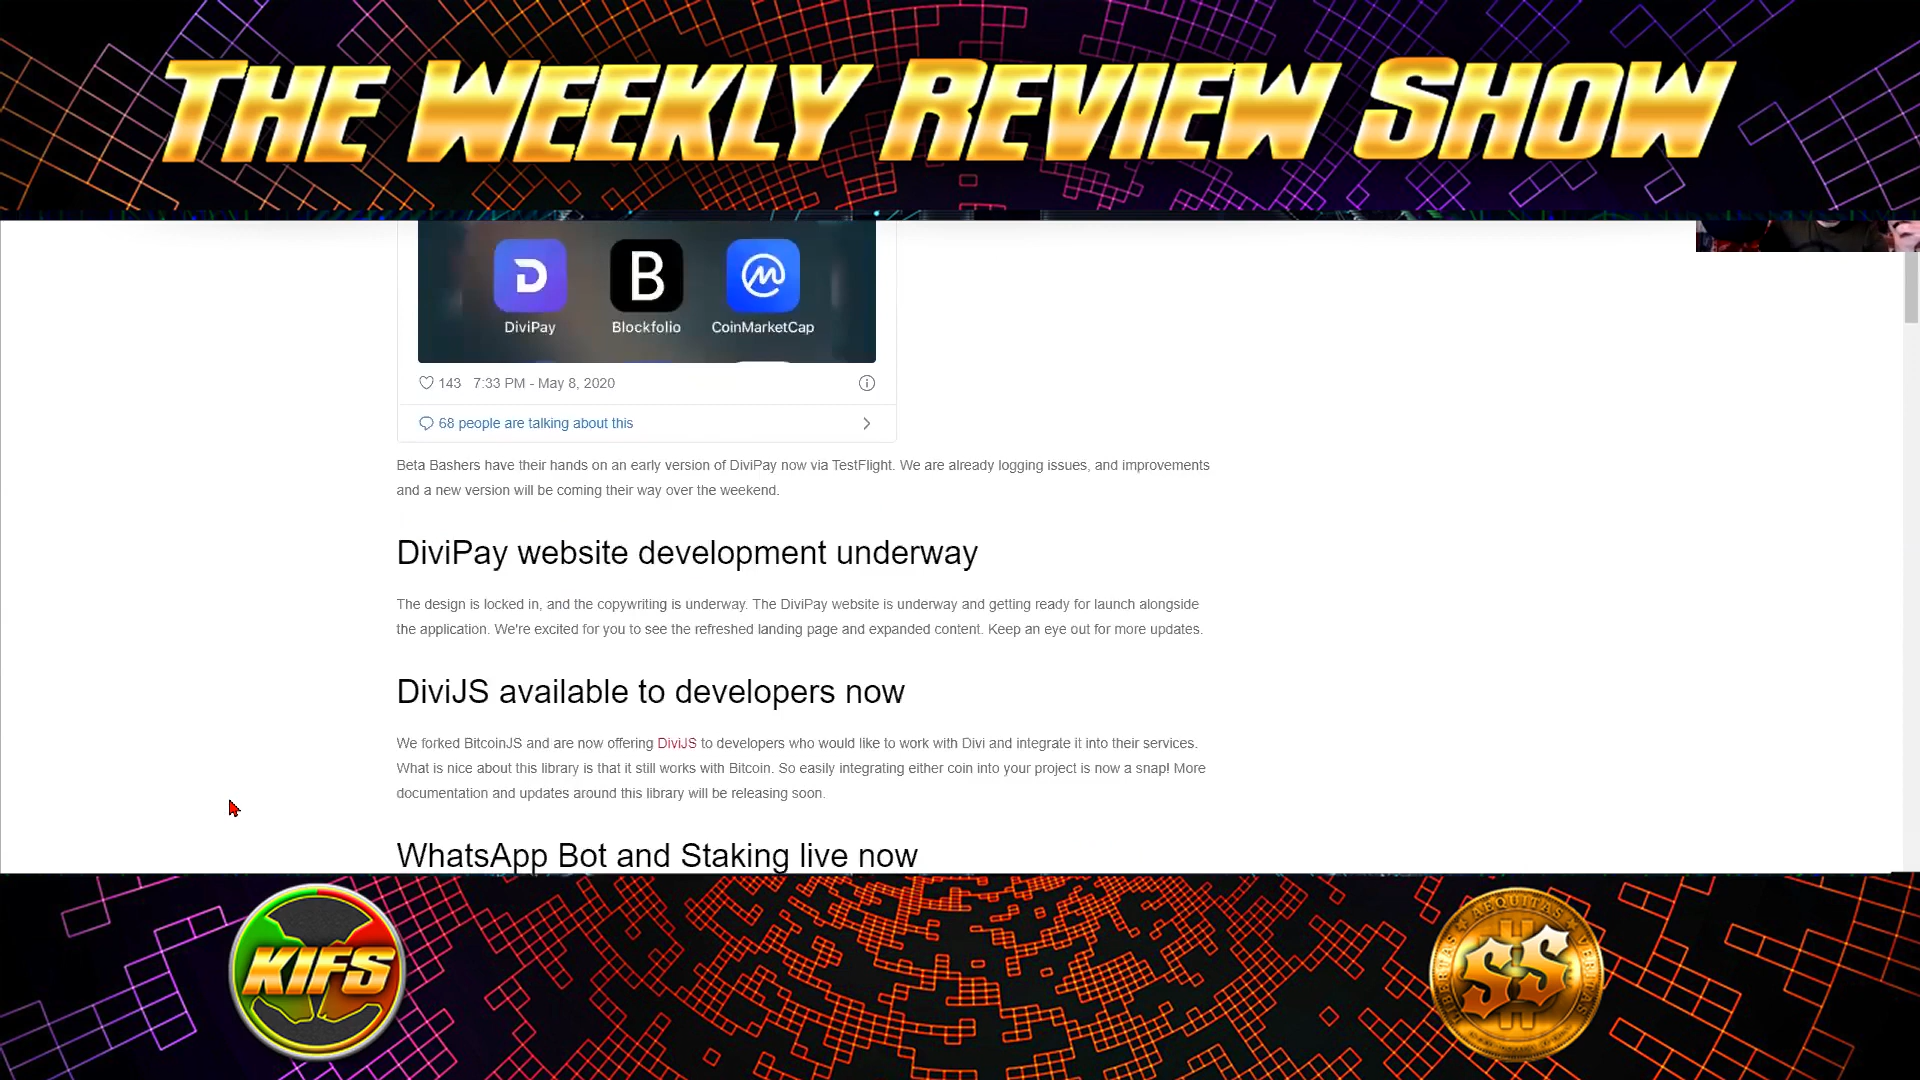 THE WEEKLY REVIEW SHOW
D B
DiviPay Blockfolio CoinMarketCap
143 7:33 PM - May 8, 2020
68 people are talking about this
Beta Bashers have their hands on an early version of DiviPay now via TestFlight. We are already logging issues, and improvements
and a new version will be coming their way over the weekend.
DiviPay website development underway
The design is locked in, and the copywriting is underway. The DiviPay website is underway and getting ready for launch alongside
the application. We're excited for you to see the refreshed landing page and expanded content. Keep an eye out for more updates.
DiviJS available to developers now
We forked BitcoinJS and are now offering DiviJS to developers who would like to work with Divi and integrate it into their services.
What is nice about this library is that it still works with Bitcoin. So easily integrating either coin into your project is now a snap! More
documentation and updates around this library will be releasing soon.
WhatsApp Bot and Staking live now
KIFS
LIBERTAS AEQUITAS VERITAS
SS